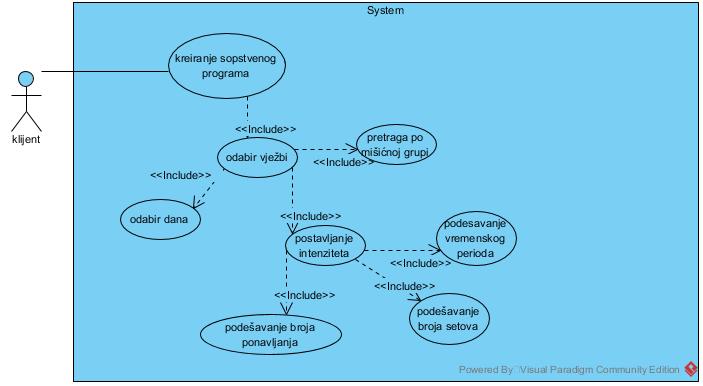 System
kreiranje sopstvenog
programa
klijent
<<Include>>
odabir vježbi
pretraga po
mišićnoj grupi
<<Include>>
<<Include>>
odabir dana
<<Include>>
postavljanje
intenziteta
podesavanje
vremenskog
perioda
<<Include>>
<<Include>>
<<Include>>
podešavanje
broja setova
podešavanje broja
ponavljanja
Powered By Visual Paradigm Community Edition